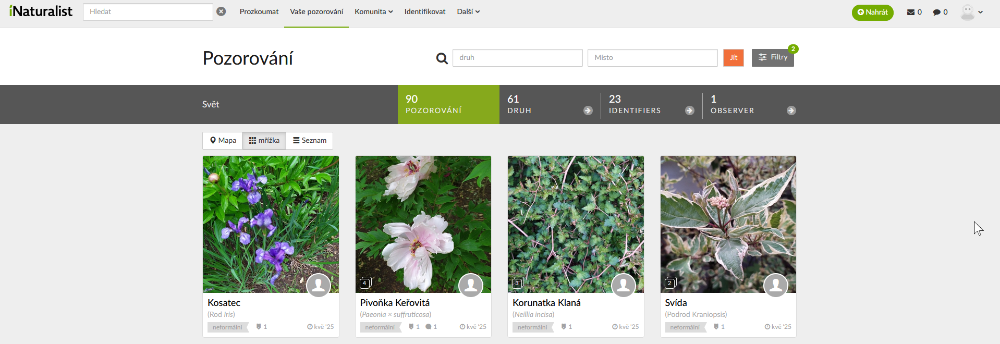 iNaturalist
Hledat
Prozkoumat
Vaše pozorování
Komunita
Identifikovat
Další
Nahrát
0
0
Pozorování
druh
Místo
Jít
Filtry
2
Svět
90
POZOROVÁNÍ
61
DRUH
23
IDENTIFIERS
1
OBSERVER
Mapa
mřížka
Seznam
4
3
2
Kosatec
(Rod Iris)
neformální 1 kvě '25
Pivoňka Keřovitá
(Paeonia × suffruticosa)
neformální 1 1 kvě '25
Korunatka Klaná
(Neillia incisa)
neformální 1 kvě '25
Svída
(Podrod Kraniopsis)
neformální 1 kvě '25